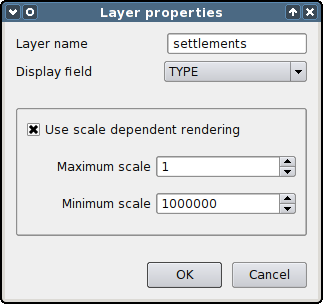 Layer properties
Layer name settlements
Display field TYPE
Use scale dependent rendering
Maximum scale 1
Minimum scale 1000000
OK Cancel